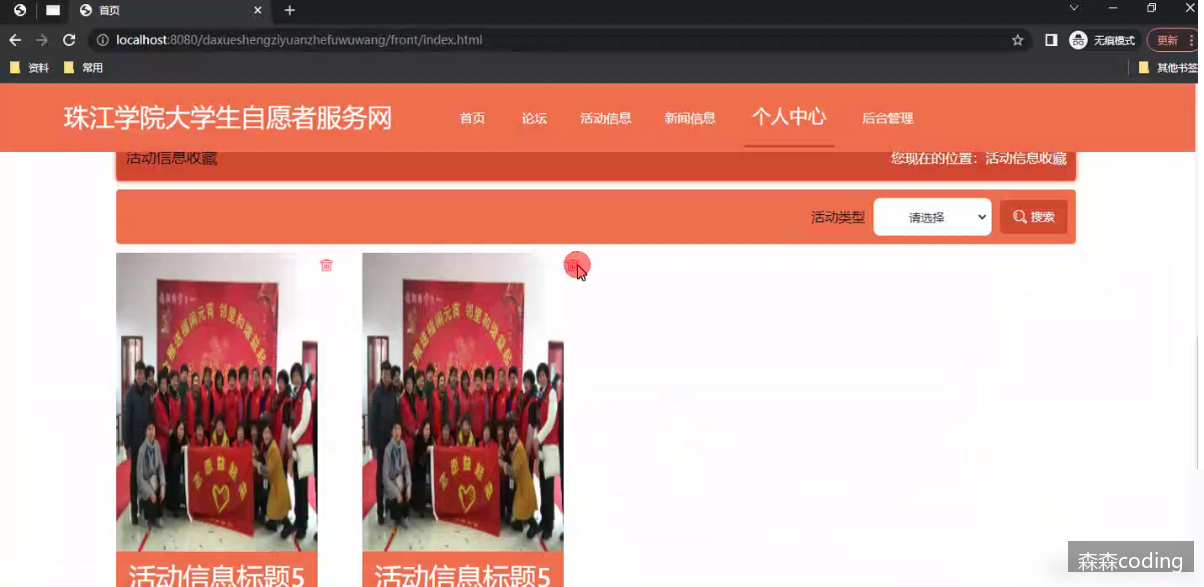 首页
localhost:8080/daxueshengziyuanzhefuwuwang/front/index.html
无痕模式
更新
资料
常用
其他书签
珠江学院大学生自愿者服务网
首页
论坛
活动信息
新闻信息
个人中心
后台管理
活动信息收藏
您现在的位置：活动信息收藏
活动类型
请选择
搜索
活动信息标题5
活动信息标题5
森森coding